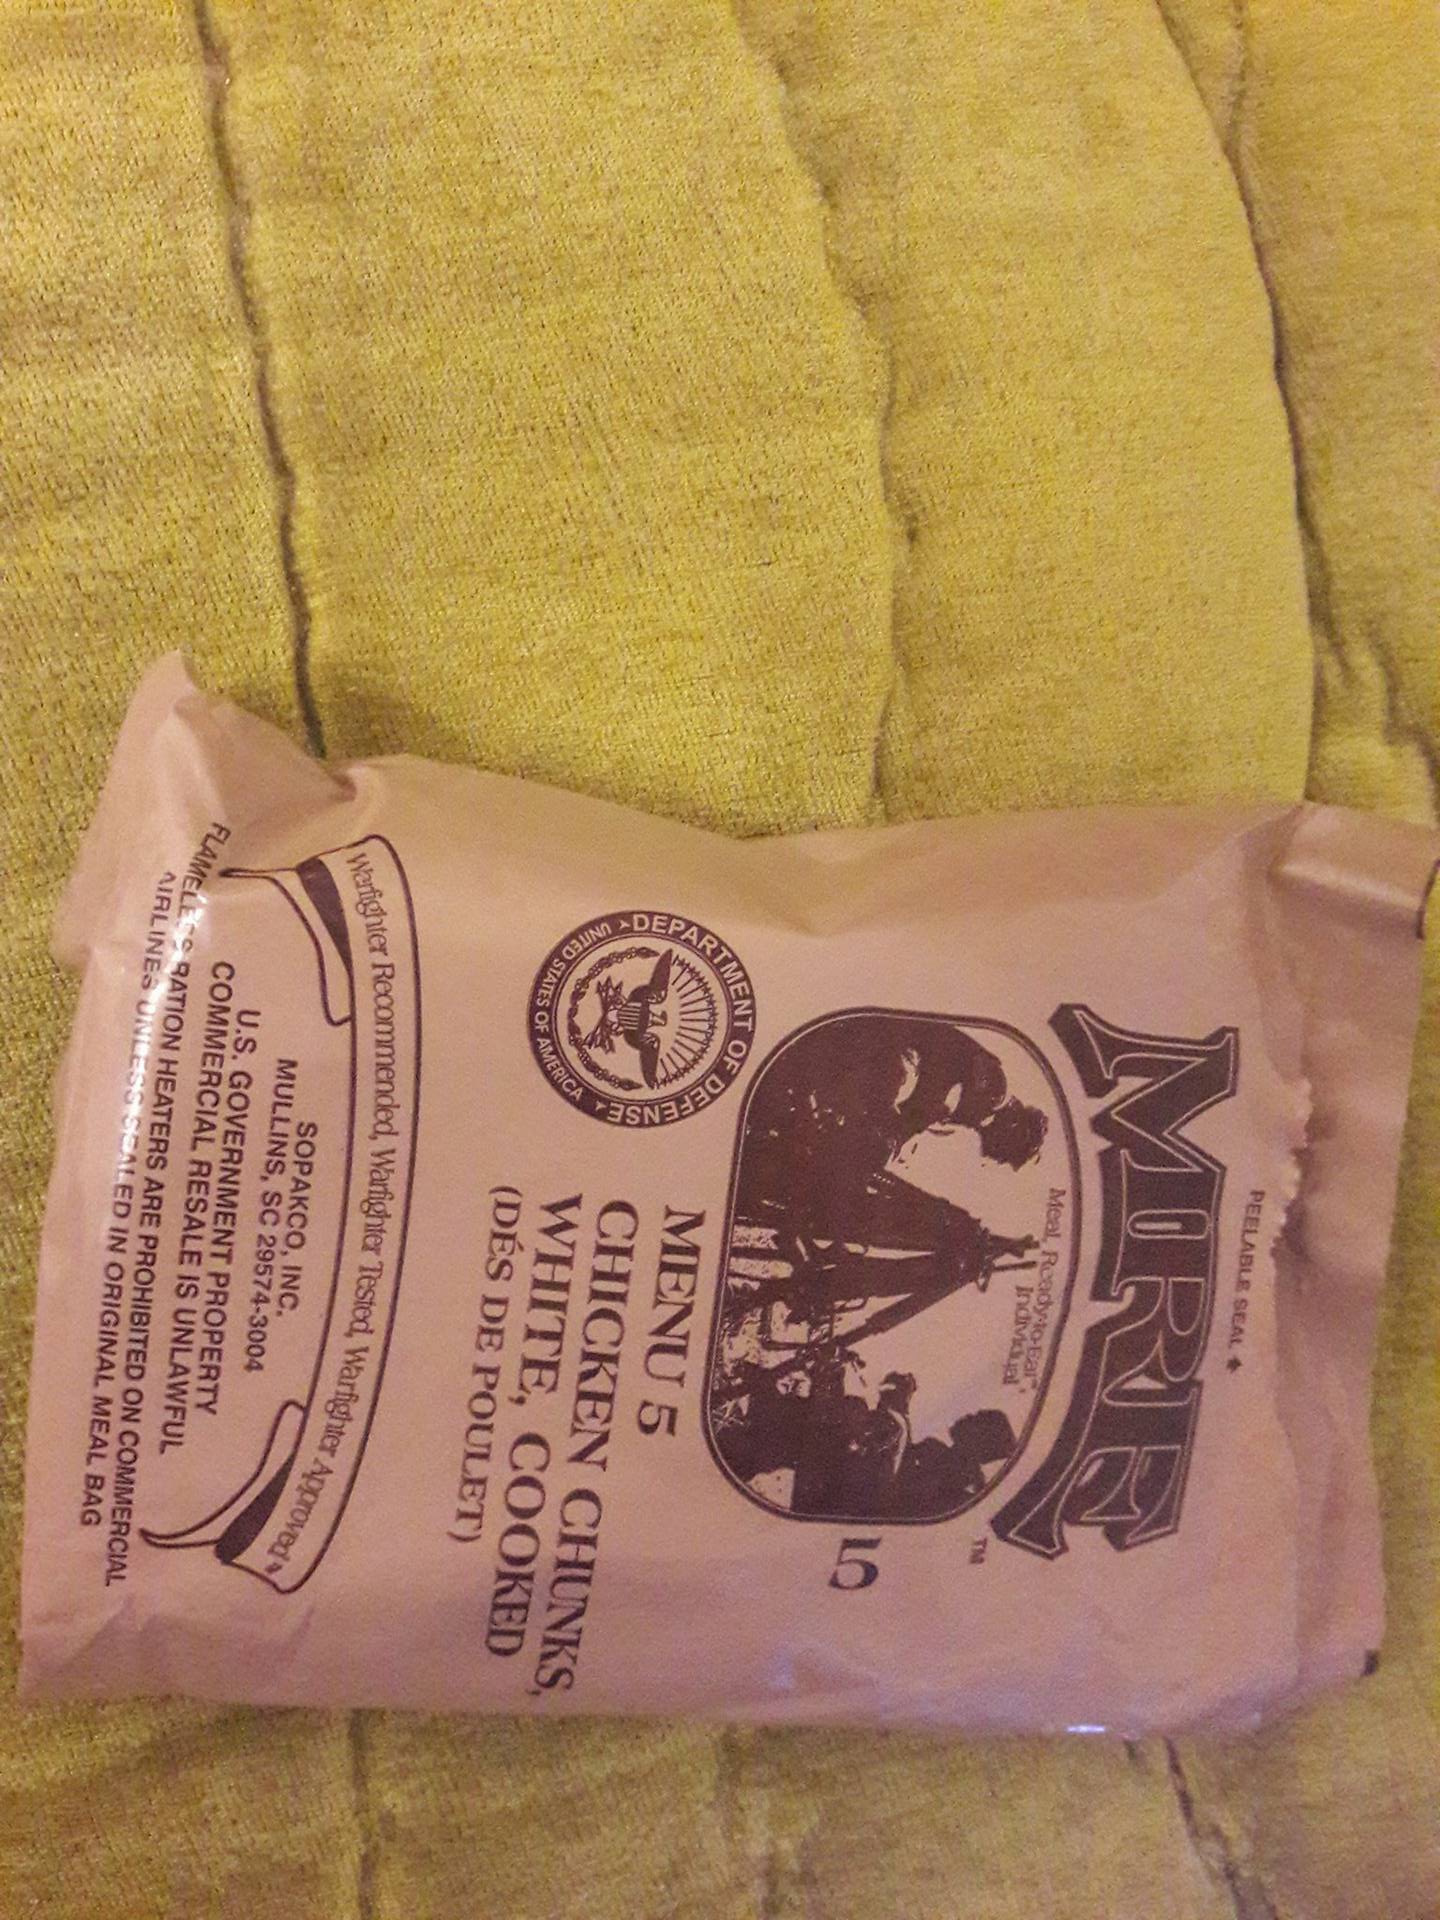 PEELABLE SEAL
MRE
TM
Meal, Ready-to-Eat™
Individual
5
DEPARTMENT OF DEFENSE
UNITED STATES OF AMERICA
MENU 5
CHICKEN CHUNKS,
WHITE, COOKED
(DÉS DE POULET)
Warfighter Recommended, Warfighter Tested, Warfighter Approved
SOPAKCO, INC.
MULLINS, SC 29574-3004
U.S. GOVERNMENT PROPERTY
COMMERCIAL RESALE IS UNLAWFUL
FLAMELESS RATION HEATERS ARE PROHIBITED ON COMMERCIAL
AIRLINES UNLESS SEALED IN ORIGINAL MEAL BAG